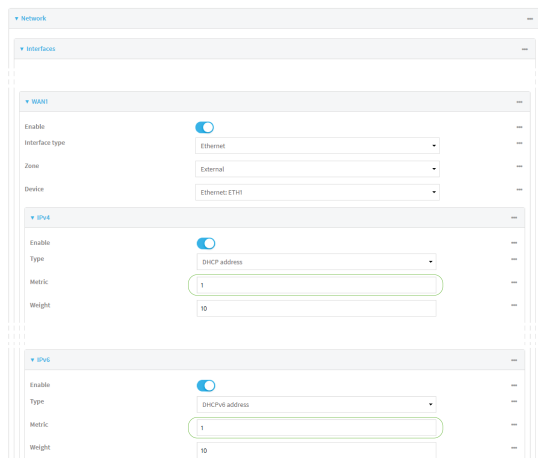 Network
Interfaces
WAN1
Enable
Interface type Ethernet
Zone External
Device Ethernet: ETH1
IPv4
Enable
Type DHCP address
Metric 1
Weight 10
IPv6
Enable
Type DHCPv6 address
Metric 1
Weight 10